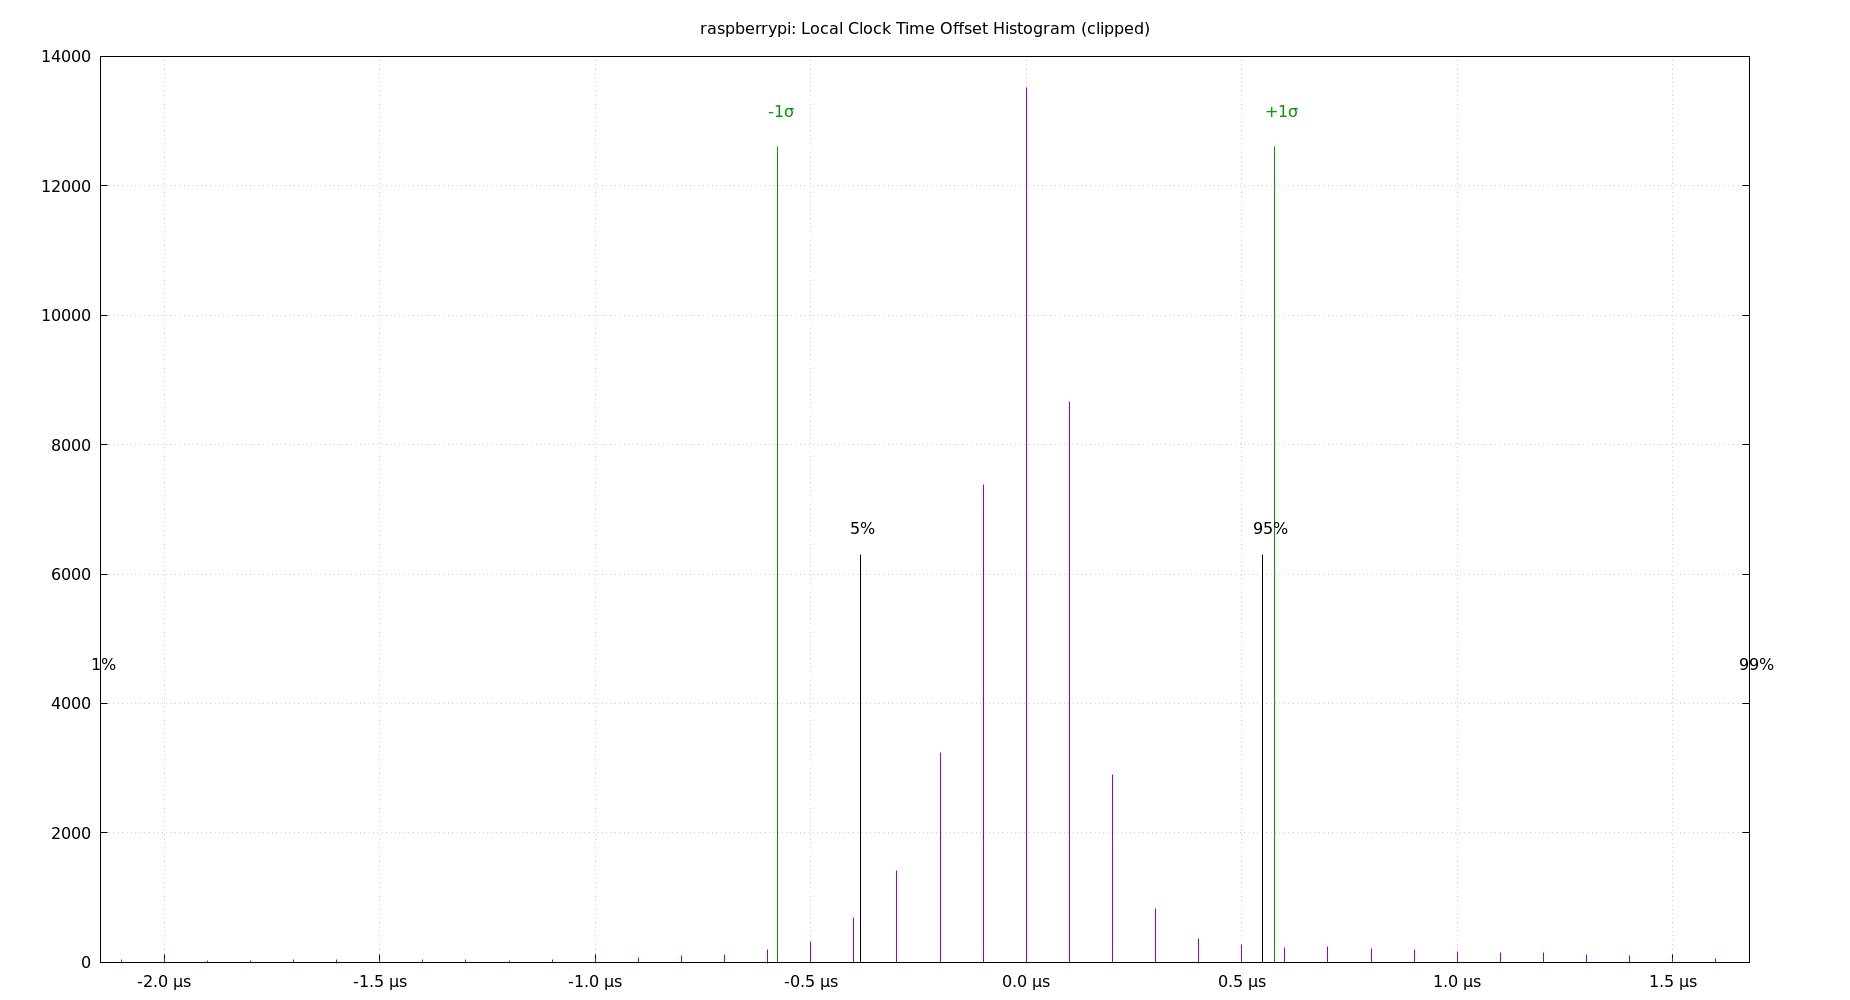 raspberrypi: Local Clock Time Offset Histogram (clipped)
14000
-1σ
+1σ
12000
10000
8000
5%
95%
6000
1%
99%
4000
2000
0
-2.0 µs
-1.5 µs
-1.0 µs
-0.5 µs
0.0 µs
0.5 µs
1.0 µs
1.5 µs